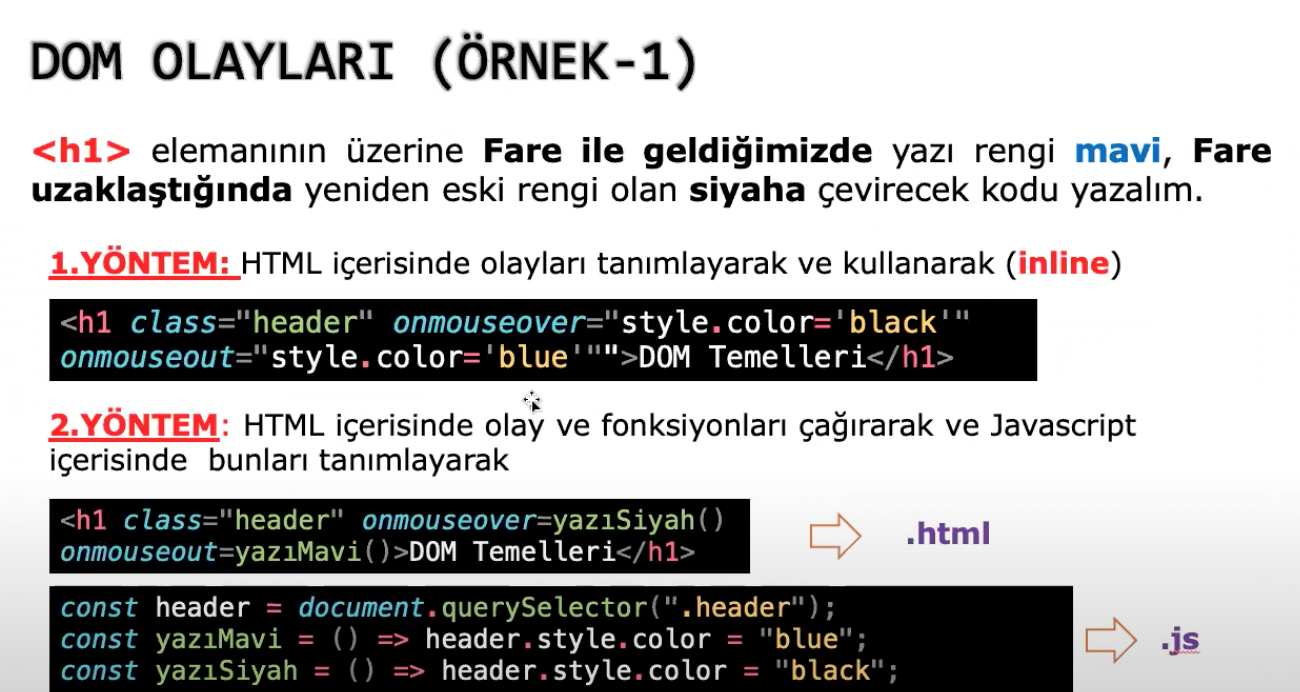 DOM OLAYLARI (ÖRNEK-1)
<h1> elemanının üzerine Fare ile geldiğimizde yazı rengi mavi, Fare
uzaklaştığında yeniden eski rengi olan siyaha çevirecek kodu yazalım.
1.YÖNTEM: HTML içerisinde olayları tanımlayarak ve kullanarak (inline)
<h1 class="header" onmouseover="style.color='black'"
onmouseout="style.color='blue'"">DOM Temelleri</h1>
2.YÖNTEM: HTML içerisinde olay ve fonksiyonları çağırarak ve Javascript
içerisinde bunları tanımlayarak
<h1 class="header" onmouseover=yazıSiyah()
onmouseout=yazıMavi()>DOM Temelleri</h1>
.html
const header = document.querySelector(".header");
const yazıMavi = () => header.style.color = "blue";
const yazıSiyah = () => header.style.color = "black";
.js